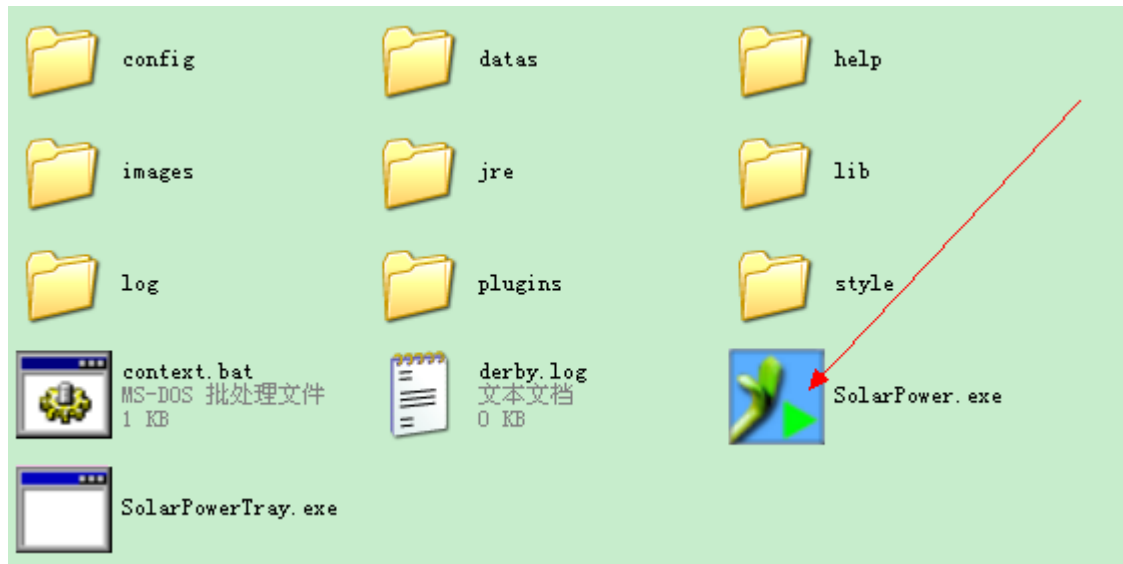 config
datas
help
images
jre
lib
log
plugins
style
context.bat
MS-DOS 批处理文件
1 KB
derby.log
文本文档
0 KB
SolarPower.exe
SolarPowerTray.exe